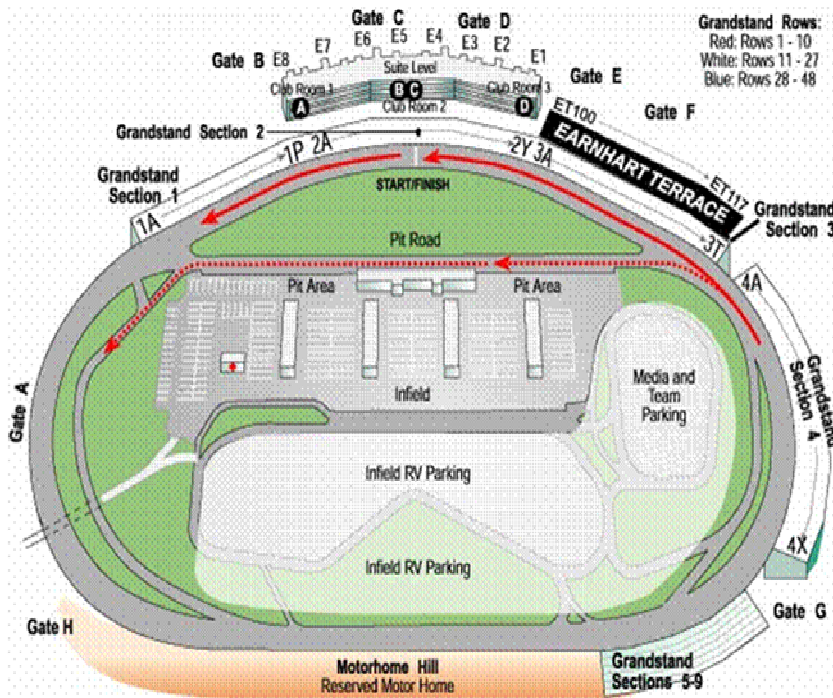 Gate C
Gate D
Gate B
E8
E7
E6
E5
E4
E3
E2
E1
Suite Level
Club Room 1
Club Room 3
A
B
C
D
Club Room 2
Grandstand Rows:
Red: Rows 1 - 10
White: Rows 11 - 27
Blue: Rows 28 - 48
Gate E
Gate F
ET100
EARNHART TERRACE
ET117
Grandstand Section 2
1P
2A
2Y
3A
Grandstand
Section 1
1A
START/FINISH
Grandstand
Section 3
3T
4A
Pit Road
Pit Area
Pit Area
Grandstand
Section 4
Media and
Team
Parking
Gate A
Infield
Infield RV Parking
Infield RV Parking
4X
Gate G
Gate H
Motorhome Hill
Reserved Motor Home
Grandstand
Sections 5-9